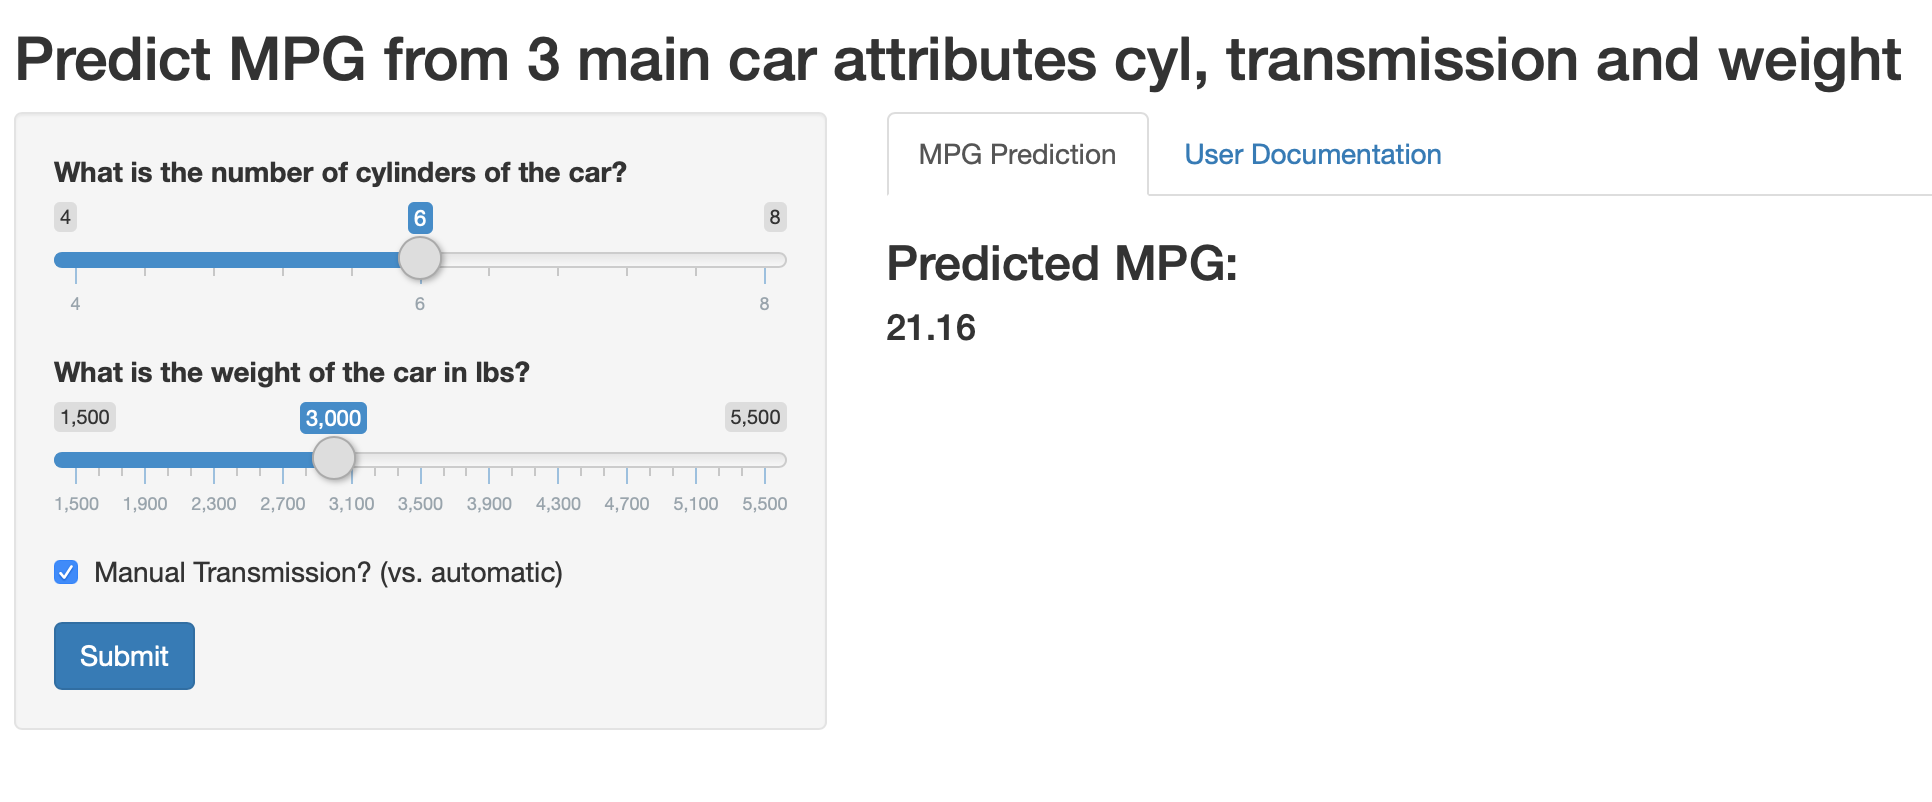 Predict MPG from 3 main car attributes cyl, transmission and weight
What is the number of cylinders of the car?
4 6 8
4 6 8
What is the weight of the car in lbs?
1,500 3,000 5,500
1,500 1,900 2,300 2,700 3,100 3,500 3,900 4,300 4,700 5,100 5,500
Manual Transmission? (vs. automatic)
Submit
MPG Prediction User Documentation
Predicted MPG:
21.16